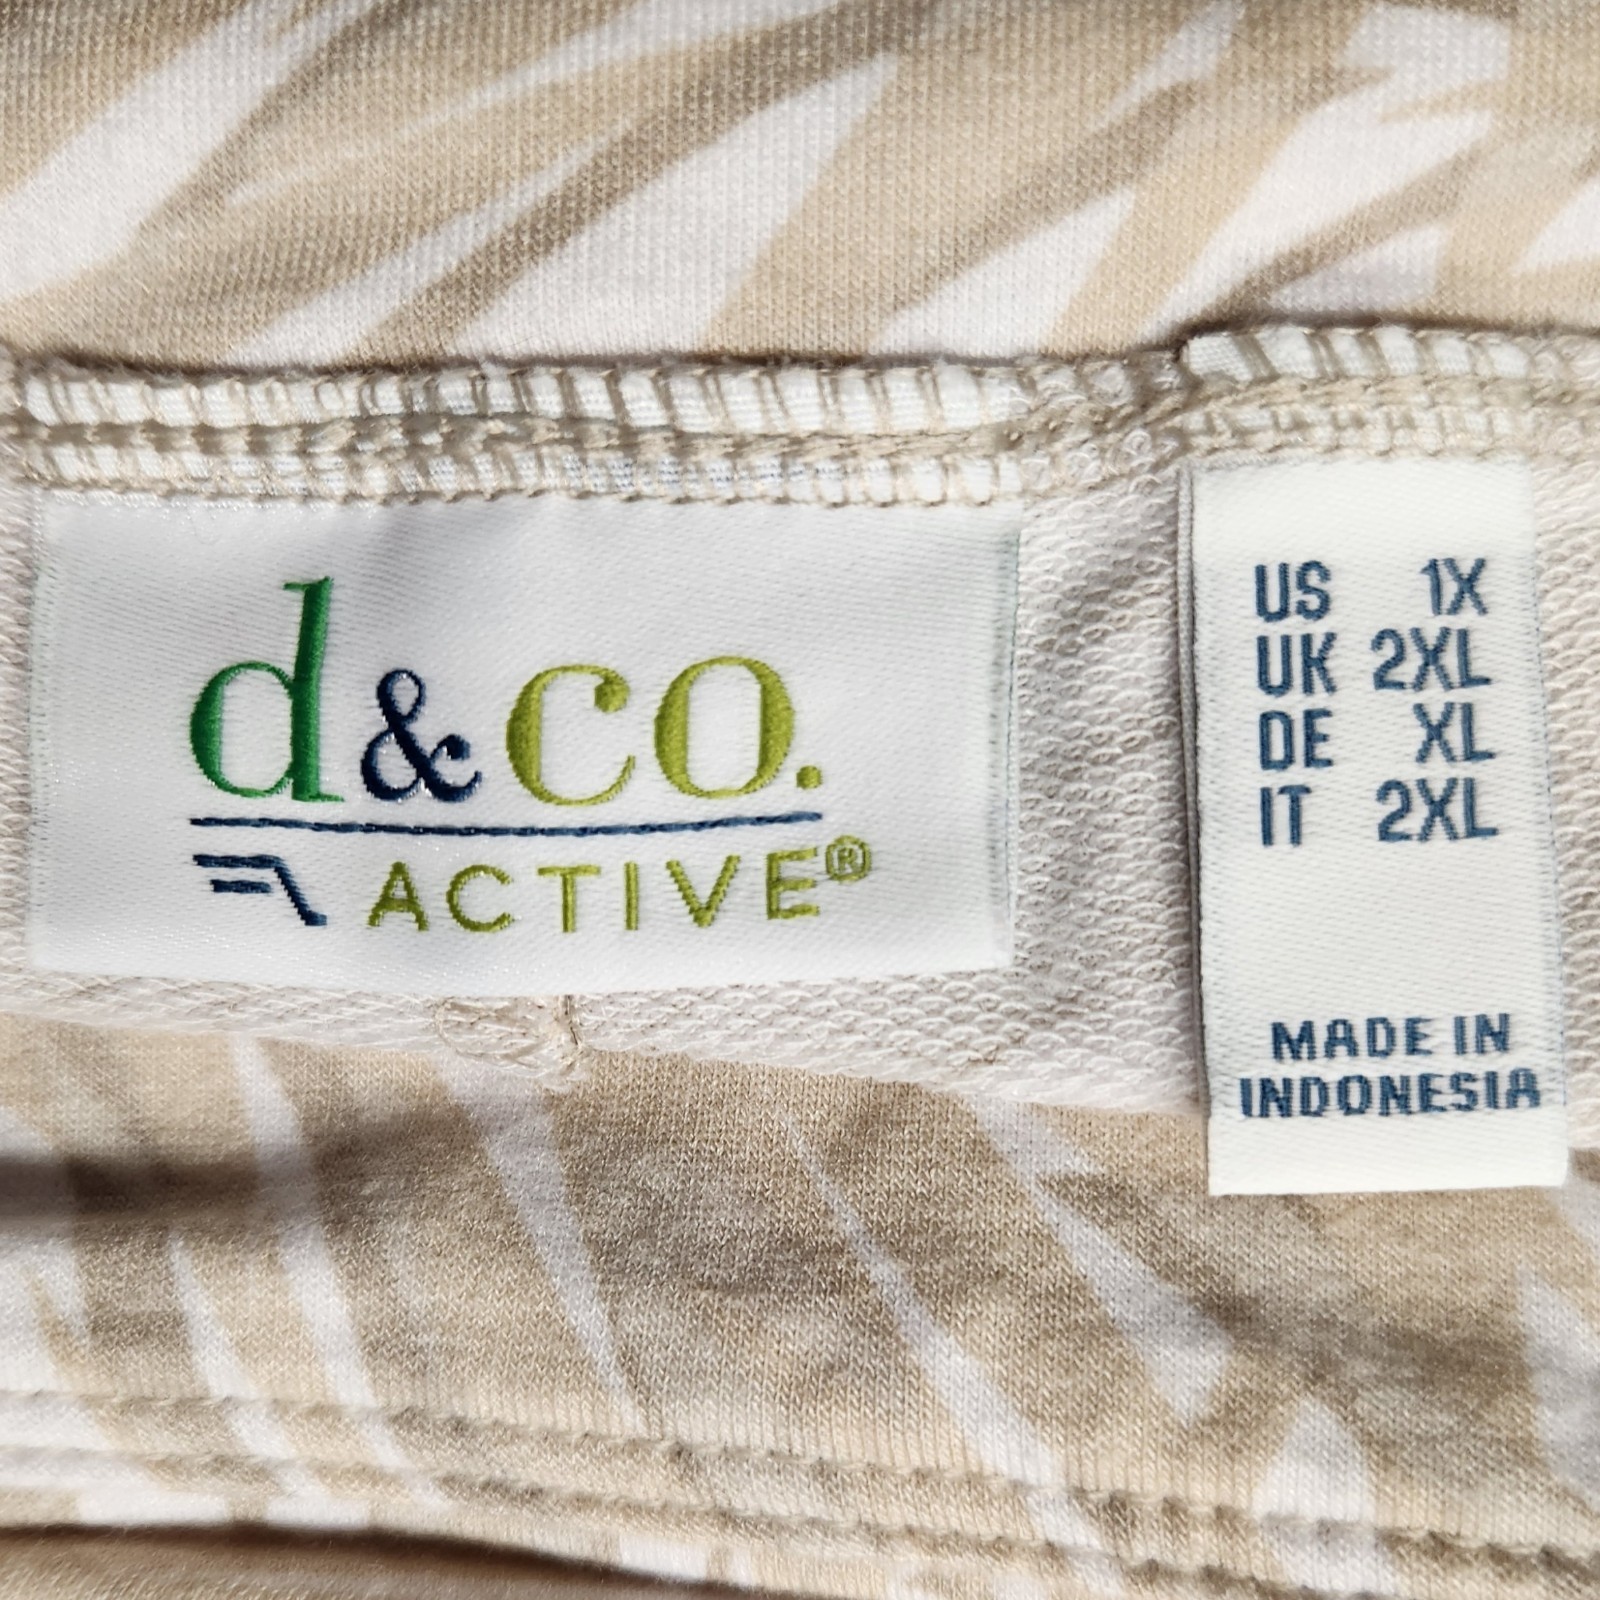 d&co.
ACTIVE®
US 1X
UK 2XL
DE XL
IT 2XL
MADE IN
INDONESIA